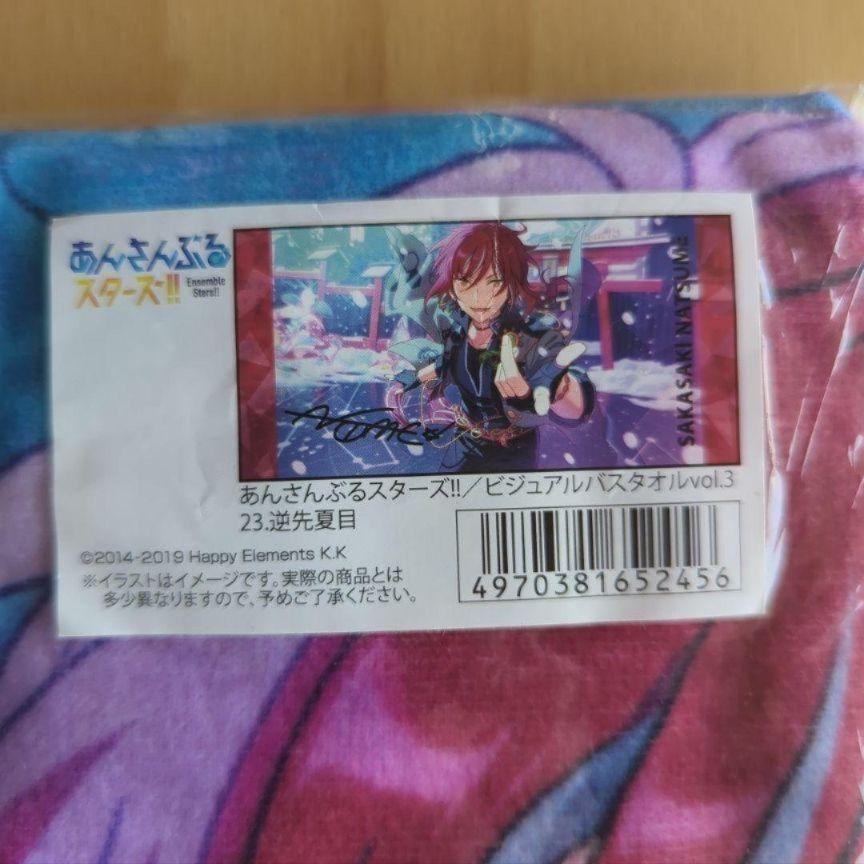 あんさんぶる
スターズ!!
Ensemble
Stars!!
SAKASAKI NATSUME
あんさんぶるスターズ!!／ビジュアルバスタオルvol.3
23.逆先夏目
©2014-2019 Happy Elements K.K
※イラストはイメージです。実際の商品とは
多少異なりますので、予めご了承ください。
4970381652456